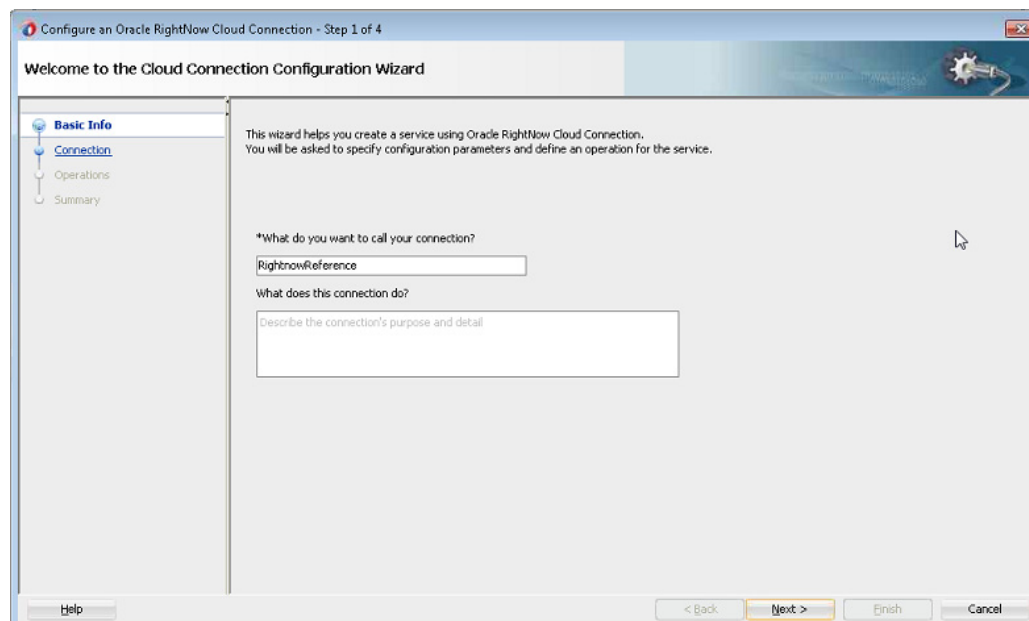 Configure an Oracle RightNow Cloud Connection - Step 1 of 4
Welcome to the Cloud Connection Configuration Wizard
Basic Info
Connection
Operations
Summary
This wizard helps you create a service using Oracle RightNow Cloud Connection.
You will be asked to specify configuration parameters and define an operation for the service.
*What do you want to call your connection?
RightnowReference
What does this connection do?
Describe the connection's purpose and detail
Help
< Back
Next >
Finish
Cancel